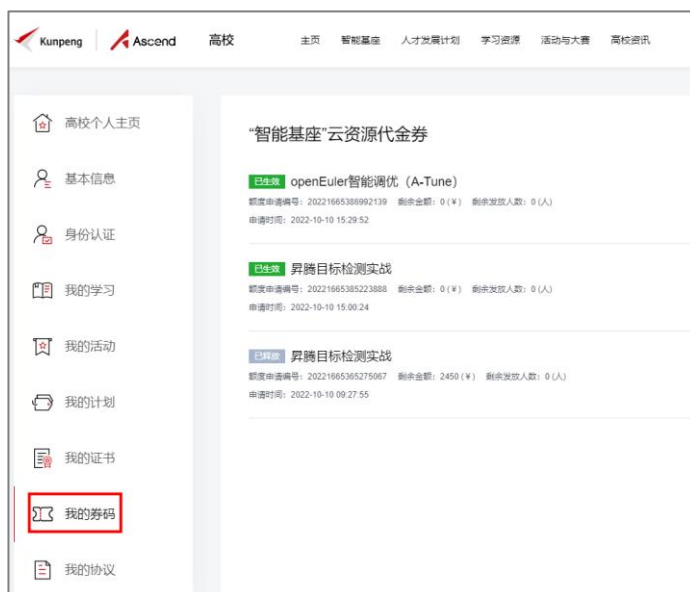 Kunpeng Ascend 高校 主页 智能基座 人才发展计划 学习资源 活动与大赛 高校资讯
高校个人主页
基本信息
身份认证
我的学习
我的活动
我的计划
我的证书
我的券码
我的协议
“智能基座”云资源代金券
已生效 openEuler智能调优（A-Tune）
额度申请编号：20221665386992139 剩余金额：0 (￥) 剩余发放人数：0 (人)
申请时间：2022-10-10 15:29:52
已生效 昇腾目标检测实战
额度申请编号：20221665385223888 剩余金额：0 (￥) 剩余发放人数：0 (人)
申请时间：2022-10-10 15:00:24
已释放 昇腾目标检测实战
额度申请编号：20221665365275067 剩余金额：2450 (￥) 剩余发放人数：0 (人)
申请时间：2022-10-10 09:27:55